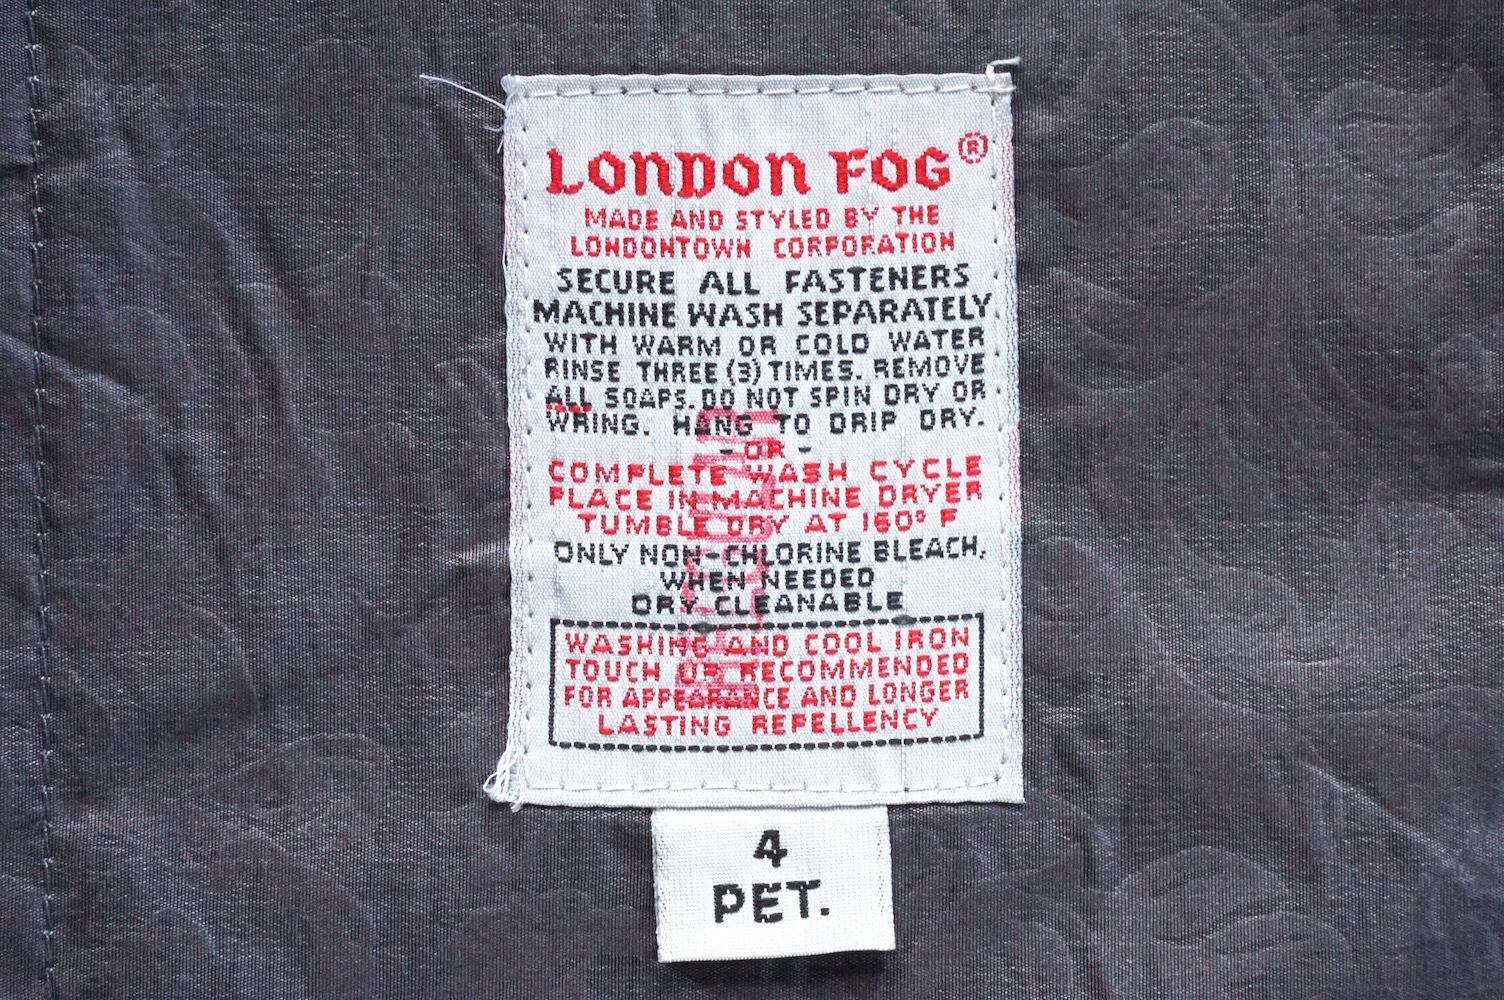 LONDON FOG®
MADE AND STYLED BY THE
LONDONTOWN CORPORATION
SECURE ALL FASTENERS
MACHINE WASH SEPARATELY
WITH WARM OR COLD WATER
RINSE THREE (3) TIMES. REMOVE
ALL SOAPS. DO NOT SPIN DRY OR
WRING. HANG TO DRIP DRY.
- OR -
COMPLETE WASH CYCLE
PLACE IN MACHINE DRYER
TUMBLE DRY AT 160° F
ONLY NON-CHLORINE BLEACH,
WHEN NEEDED
DRY CLEANABLE
WASHING AND COOL IRON
TOUCH UP RECOMMENDED
FOR APPEARANCE AND LONGER
LASTING REPELLENCY
4
PET.